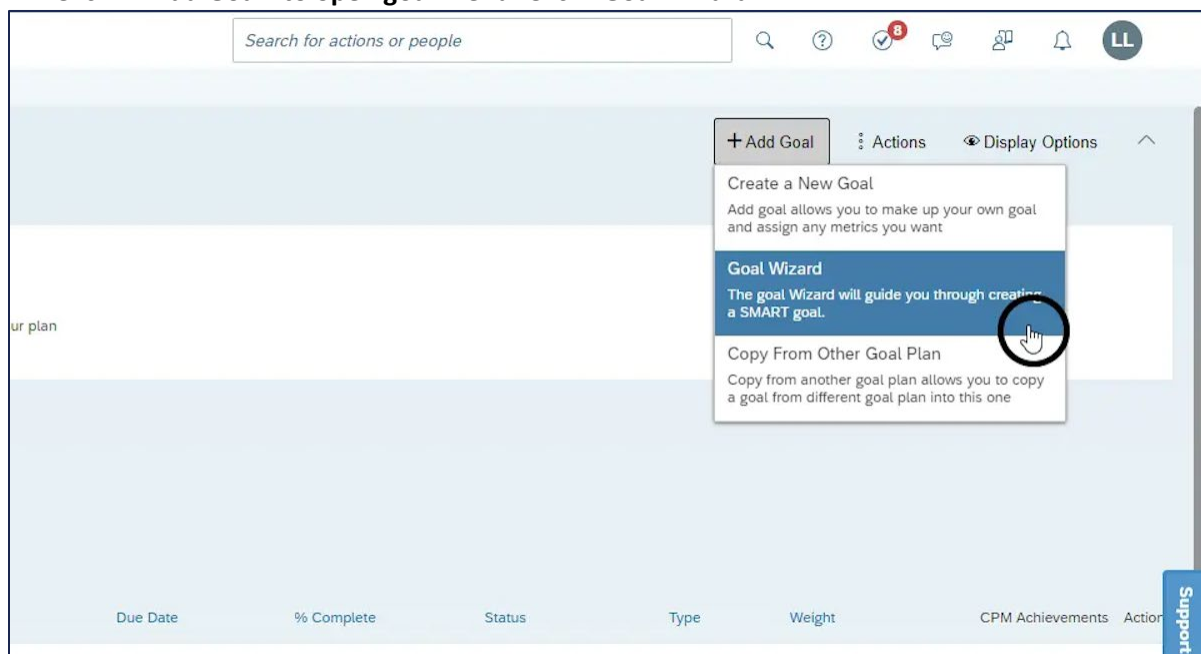 Search for actions or people
8
LL
+ Add Goal
Actions
Display Options
Create a New Goal
Add goal allows you to make up your own goal
and assign any metrics you want
Goal Wizard
The goal Wizard will guide you through creating
a SMART goal.
ur plan
Copy From Other Goal Plan
Copy from another goal plan allows you to copy
a goal from different goal plan into this one
Due Date % Complete Status Type Weight CPM Achievements Action
Support